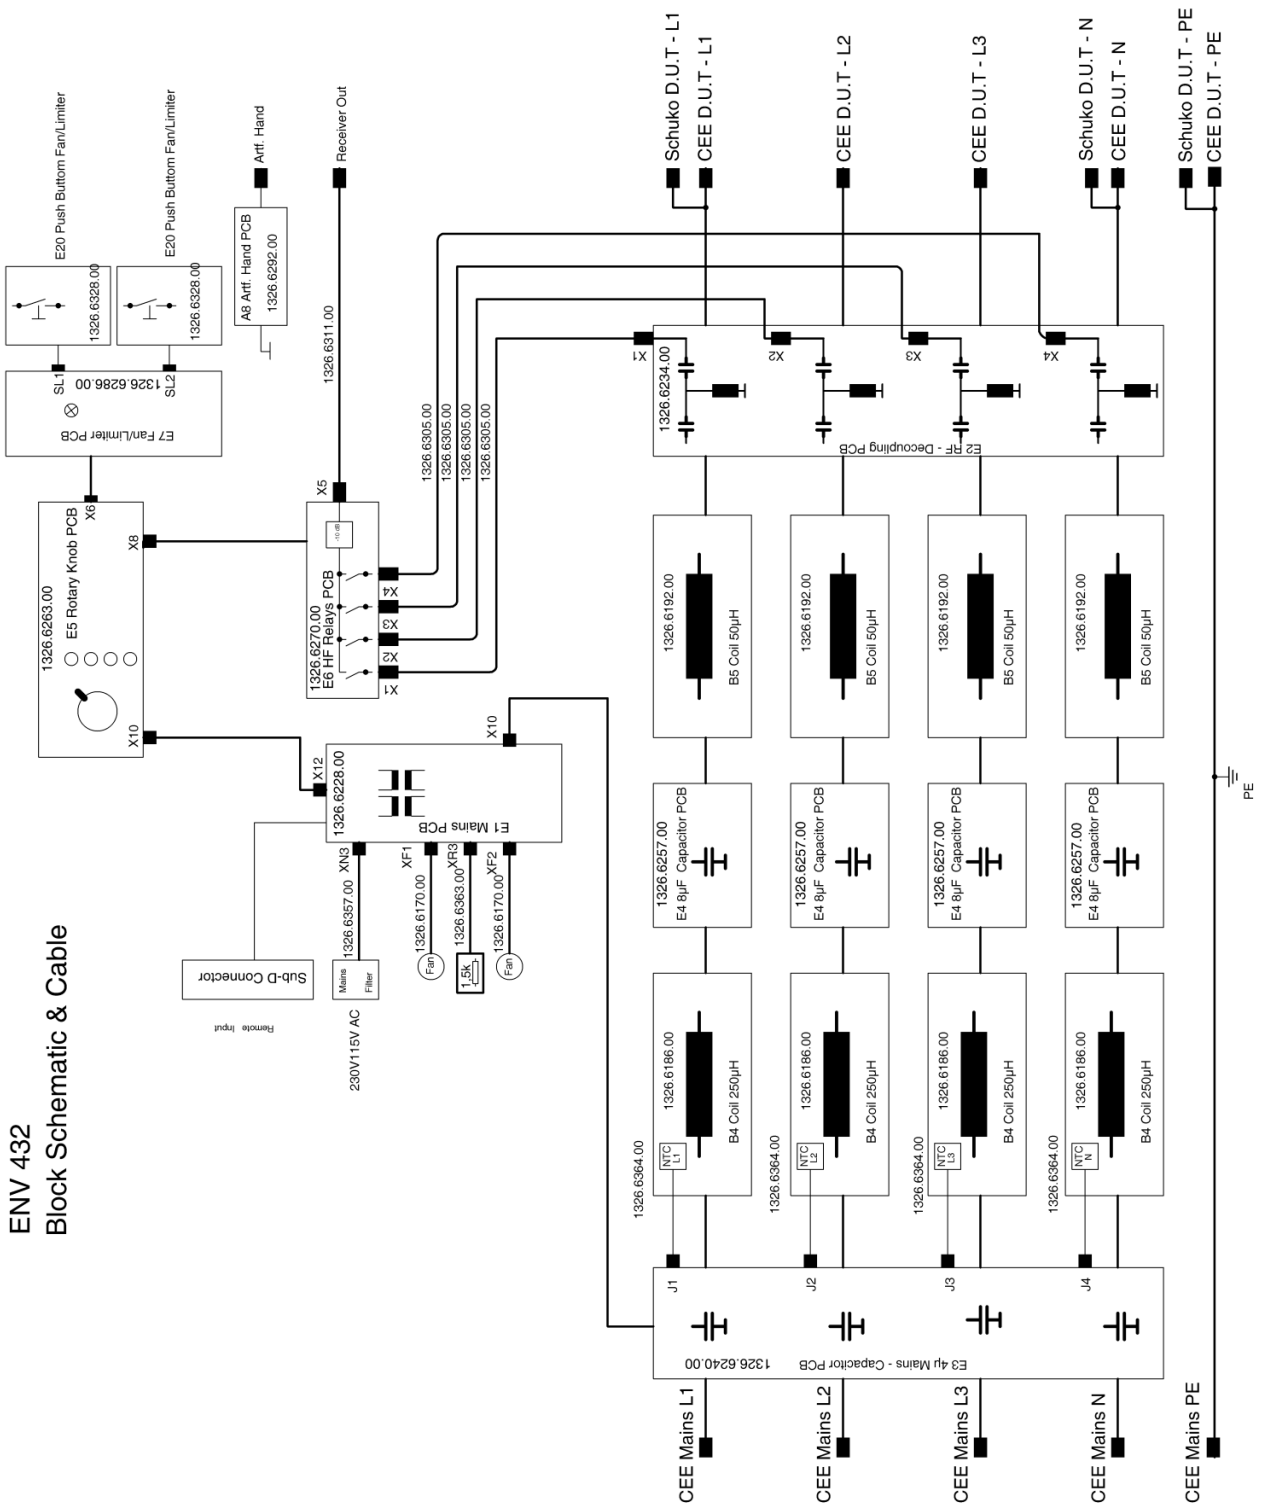 ENV 432
Block Schematic & Cable
E20 Push Buttom Fan/Limiter
1326.6328.00
E20 Push Buttom Fan/Limiter
1326.6328.00
SL1
SL2
1326.6286.00
E7 Fan/Limiter PCB
X6
1326.6263.00
E5 Rotary Knob PCB
X8
X10
Artf. Hand
A8 Artf. Hand PCB
1326.6292.00
Receiver Out
1326.6311.00
X5
-10 dB
1326.6270.00
E6 HF Relays PCB
X4
X3
X2
X1
1326.6305.00
1326.6305.00
1326.6305.00
1326.6305.00
X12
X10
1326.6228.00
E1 Mains PCB
XN3
XF1
XR3
XF2
1326.6357.00
1326.6170.00
1326.6363.00
1326.6170.00
Mains
Filter
Fan
1,5k
Fan
230V115V AC
Sub-D Connector
Remote Input
Schuko D.U.T - L1
CEE D.U.T - L1
CEE D.U.T - L2
CEE D.U.T - L3
Schuko D.U.T - N
CEE D.U.T - N
Schuko D.U.T - PE
CEE D.U.T - PE
X1
X2
X3
X4
1326.6234.00
E2 RF - Decoupling PCB
1326.6192.00
B5 Coil 50µH
1326.6192.00
B5 Coil 50µH
1326.6192.00
B5 Coil 50µH
1326.6192.00
B5 Coil 50µH
1326.6257.00
E4 8µF Capacitor PCB
1326.6257.00
E4 8µF Capacitor PCB
1326.6257.00
E4 8µF Capacitor PCB
1326.6257.00
E4 8µF Capacitor PCB
PE
1326.6186.00
B4 Coil 250µH
1326.6186.00
B4 Coil 250µH
1326.6186.00
B4 Coil 250µH
1326.6186.00
B4 Coil 250µH
NTC
L1
NTC
L2
NTC
L3
NTC
N
1326.6364.00
1326.6364.00
1326.6364.00
1326.6364.00
J1
J2
J3
J4
1326.6240.00
E3 4µ Mains - Capacitor PCB
CEE Mains L1
CEE Mains L2
CEE Mains L3
CEE Mains N
CEE Mains PE